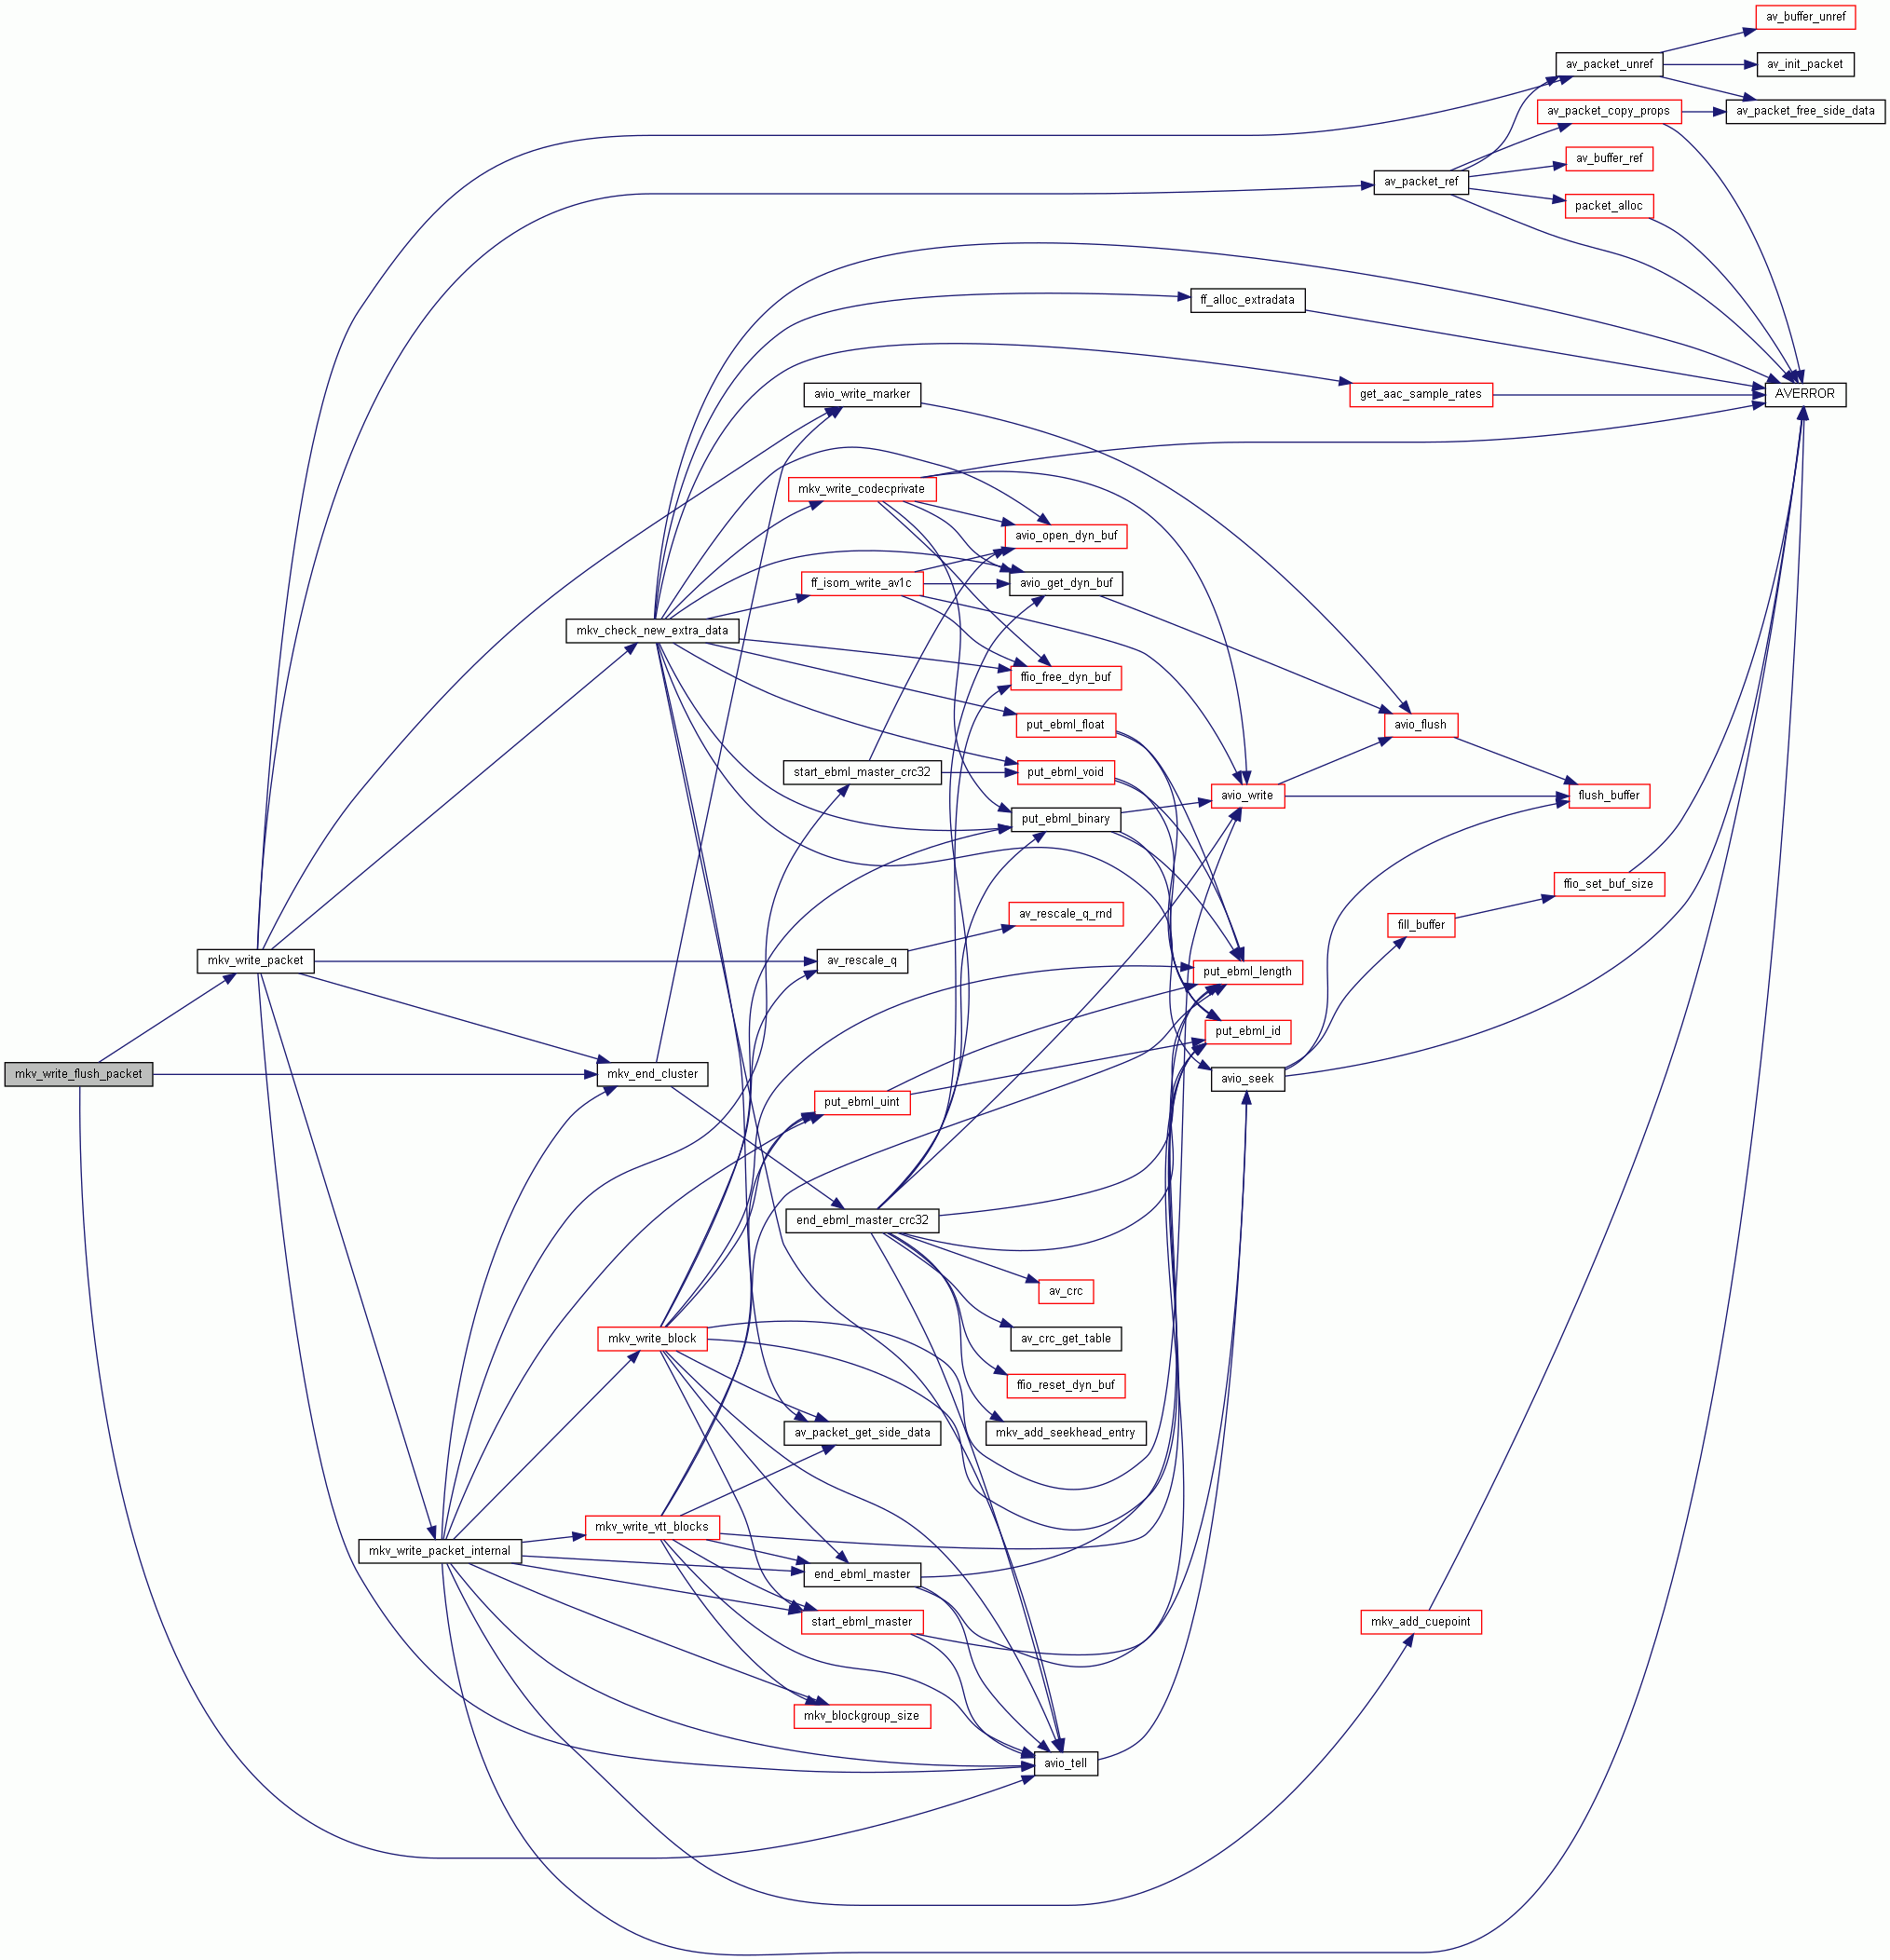 av_buffer_unref
av_packet_unref
av_init_packet
av_packet_copy_props
av_packet_free_side_data
av_buffer_ref
av_packet_ref
packet_alloc
ff_alloc_extradata
avio_write_marker
get_aac_sample_rates
AVERROR
mkv_write_codecprivate
avio_open_dyn_buf
ff_isom_write_av1c
avio_get_dyn_buf
mkv_check_new_extra_data
ffio_free_dyn_buf
put_ebml_float
avio_flush
start_ebml_master_crc32
put_ebml_void
avio_write
flush_buffer
put_ebml_binary
ffio_set_buf_size
av_rescale_q_rnd
fill_buffer
mkv_write_packet
av_rescale_q
put_ebml_length
put_ebml_id
mkv_write_flush_packet
mkv_end_cluster
avio_seek
put_ebml_uint
end_ebml_master_crc32
av_crc
mkv_write_block
av_crc_get_table
ffio_reset_dyn_buf
av_packet_get_side_data
mkv_add_seekhead_entry
mkv_write_vtt_blocks
mkv_write_packet_internal
end_ebml_master
start_ebml_master
mkv_add_cuepoint
mkv_blockgroup_size
avio_tell